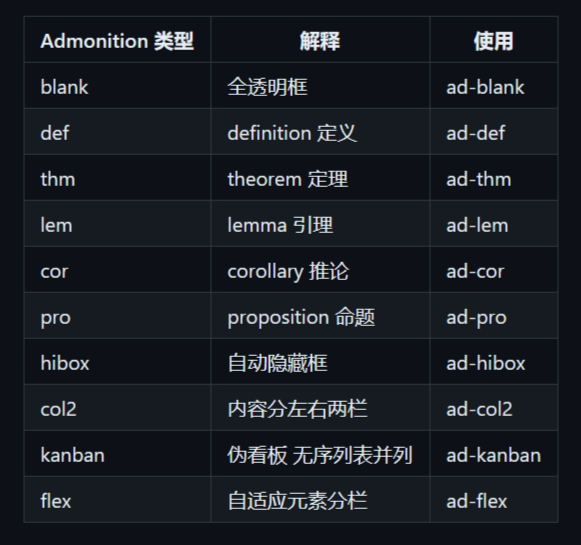 Admonition 类型 解释 使用
blank 全透明框 ad-blank
def definition 定义 ad-def
thm theorem 定理 ad-thm
lem lemma 引理 ad-lem
cor corollary 推论 ad-cor
pro proposition 命题 ad-pro
hibox 自动隐藏框 ad-hibox
col2 内容分左右两栏 ad-col2
kanban 伪看板 无序列表并列 ad-kanban
flex 自适应元素分栏 ad-flex